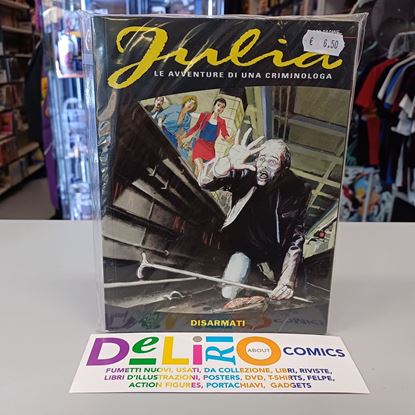 Julia
€ 6,50
LE AVVENTURE DI UNA CRIMINOLOGA
DISARMATI
DeLiRiO ABOUT COMICS
FUMETTI NUOVI, USATI, DA COLLEZIONE, LIBRI, RIVISTE,
LIBRI D'ILLUSTRAZIONI, POSTERS, DVD, T-SHIRTS, FELPE,
ACTION FIGURES, PORTACHIAVI, GADGETS